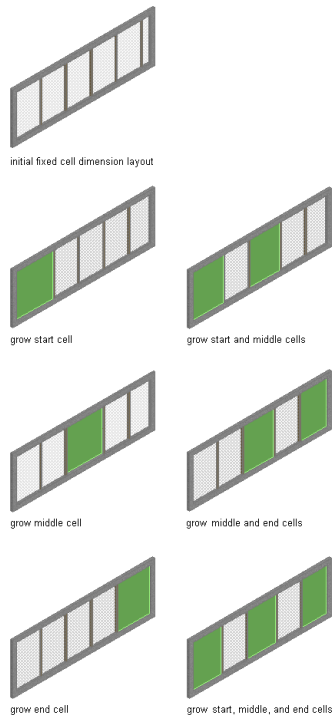 initial fixed cell dimension layout
grow start cell
grow start and middle cells
grow middle cell
grow middle and end cells
grow end cell
grow start, middle, and end cells